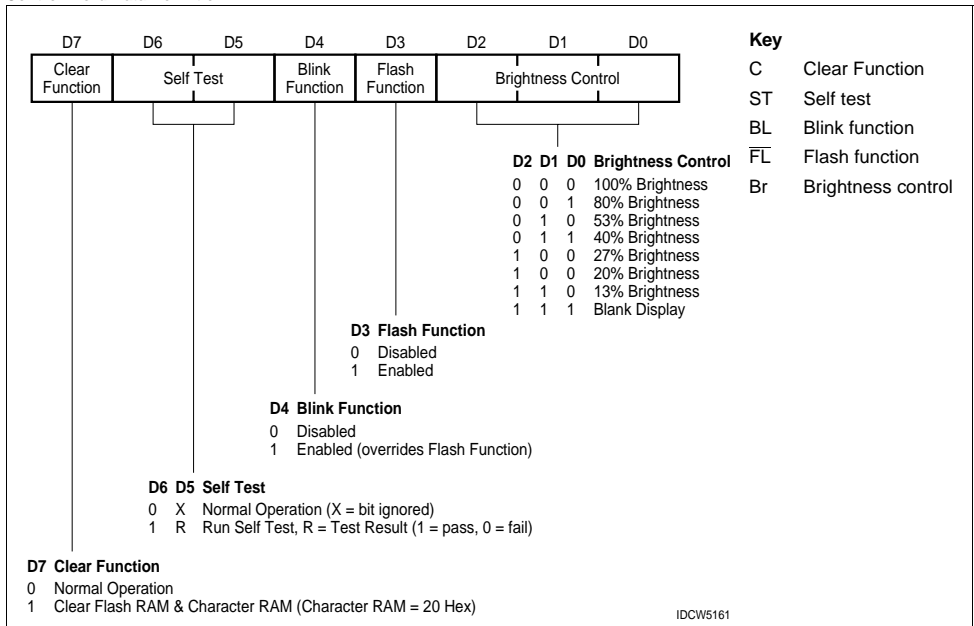 D7 D6 D5 D4 D3 D2 D1 D0
Clear Function
Self Test
Blink Function
Flash Function
Brightness Control
Key
C Clear Function
ST Self test
BL Blink function
F̅L̅ Flash function
Br Brightness control
D2 D1 D0 Brightness Control
0 0 0 100% Brightness
0 0 1 80% Brightness
0 1 0 53% Brightness
0 1 1 40% Brightness
1 0 0 27% Brightness
1 0 0 20% Brightness
1 1 0 13% Brightness
1 1 1 Blank Display
D3 Flash Function
0 Disabled
1 Enabled
D4 Blink Function
0 Disabled
1 Enabled (overrides Flash Function)
D6 D5 Self Test
0 X Normal Operation (X = bit ignored)
1 R Run Self Test, R = Test Result (1 = pass, 0 = fail)
D7 Clear Function
0 Normal Operation
1 Clear Flash RAM & Character RAM (Character RAM = 20 Hex)
IDCW5161